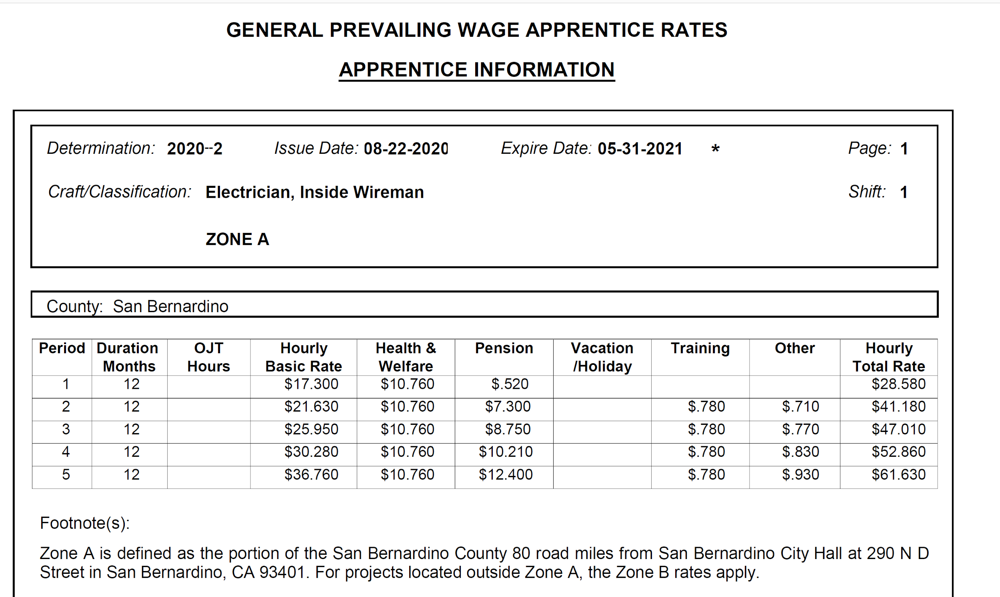 GENERAL PREVAILING WAGE APPRENTICE RATES
APPRENTICE INFORMATION
Determination: 2020--2 Issue Date: 08-22-2020 Expire Date: 05-31-2021 * Page: 1
Craft/Classification: Electrician, Inside Wireman Shift: 1
ZONE A
County: San Bernardino
Period Duration OJT Hourly Health & Pension Vacation Training Other Hourly
Months Hours Basic Rate Welfare /Holiday Total Rate
1 12 $17.300 $10.760 $.520 $28.580
2 12 $21.630 $10.760 $7.300 $.780 $.710 $41.180
3 12 $25.950 $10.760 $8.750 $.780 $.770 $47.010
4 12 $30.280 $10.760 $10.210 $.780 $.830 $52.860
5 12 $36.760 $10.760 $12.400 $.780 $.930 $61.630
Footnote(s):
Zone A is defined as the portion of the San Bernardino County 80 road miles from San Bernardino City Hall at 290 N D
Street in San Bernardino, CA 93401. For projects located outside Zone A, the Zone B rates apply.